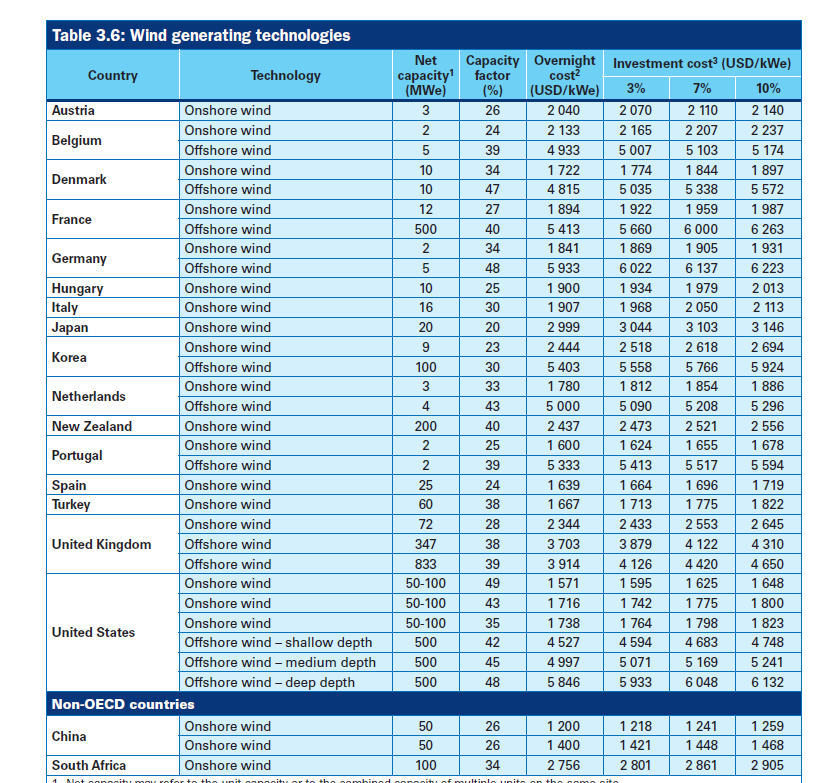 Table 3.6: Wind generating technologies
Country Technology Net capacity¹ (MWe) Capacity factor (%) Overnight cost² (USD/kWe) Investment cost³ (USD/kWe)
3% 7% 10%
Austria Onshore wind 3 26 2 040 2 070 2 110 2 140
Belgium Onshore wind 2 24 2 133 2 165 2 207 2 237
Offshore wind 5 39 4 933 5 007 5 103 5 174
Denmark Onshore wind 10 34 1 722 1 774 1 844 1 897
Offshore wind 10 47 4 815 5 035 5 338 5 572
France Onshore wind 12 27 1 894 1 922 1 959 1 987
Offshore wind 500 40 5 413 5 660 6 000 6 263
Germany Onshore wind 2 34 1 841 1 869 1 905 1 931
Offshore wind 5 48 5 933 6 022 6 137 6 223
Hungary Onshore wind 10 25 1 900 1 934 1 979 2 013
Italy Onshore wind 16 30 1 907 1 968 2 050 2 113
Japan Onshore wind 20 20 2 999 3 044 3 103 3 146
Korea Onshore wind 9 23 2 444 2 518 2 618 2 694
Offshore wind 100 30 5 403 5 558 5 766 5 924
Netherlands Onshore wind 3 33 1 780 1 812 1 854 1 886
Offshore wind 4 43 5 000 5 090 5 208 5 296
New Zealand Onshore wind 200 40 2 437 2 473 2 521 2 556
Portugal Onshore wind 2 25 1 600 1 624 1 655 1 678
Offshore wind 2 39 5 333 5 413 5 517 5 594
Spain Onshore wind 25 24 1 639 1 664 1 696 1 719
Turkey Onshore wind 60 38 1 667 1 713 1 775 1 822
United Kingdom Onshore wind 72 28 2 344 2 433 2 553 2 645
Offshore wind 347 38 3 703 3 879 4 122 4 310
Offshore wind 833 39 3 914 4 126 4 420 4 650
United States Onshore wind 50-100 49 1 571 1 595 1 625 1 648
Onshore wind 50-100 43 1 716 1 742 1 775 1 800
Onshore wind 50-100 35 1 738 1 764 1 798 1 823
Offshore wind – shallow depth 500 42 4 527 4 594 4 683 4 748
Offshore wind – medium depth 500 45 4 997 5 071 5 169 5 241
Offshore wind – deep depth 500 48 5 846 5 933 6 048 6 132
Non-OECD countries
China Onshore wind 50 26 1 200 1 218 1 241 1 259
Onshore wind 50 26 1 400 1 421 1 448 1 468
South Africa Onshore wind 100 34 2 756 2 801 2 861 2 905
1. Net capacity may refer to the unit capacity or to the combined capacity of multiple units on the same site.